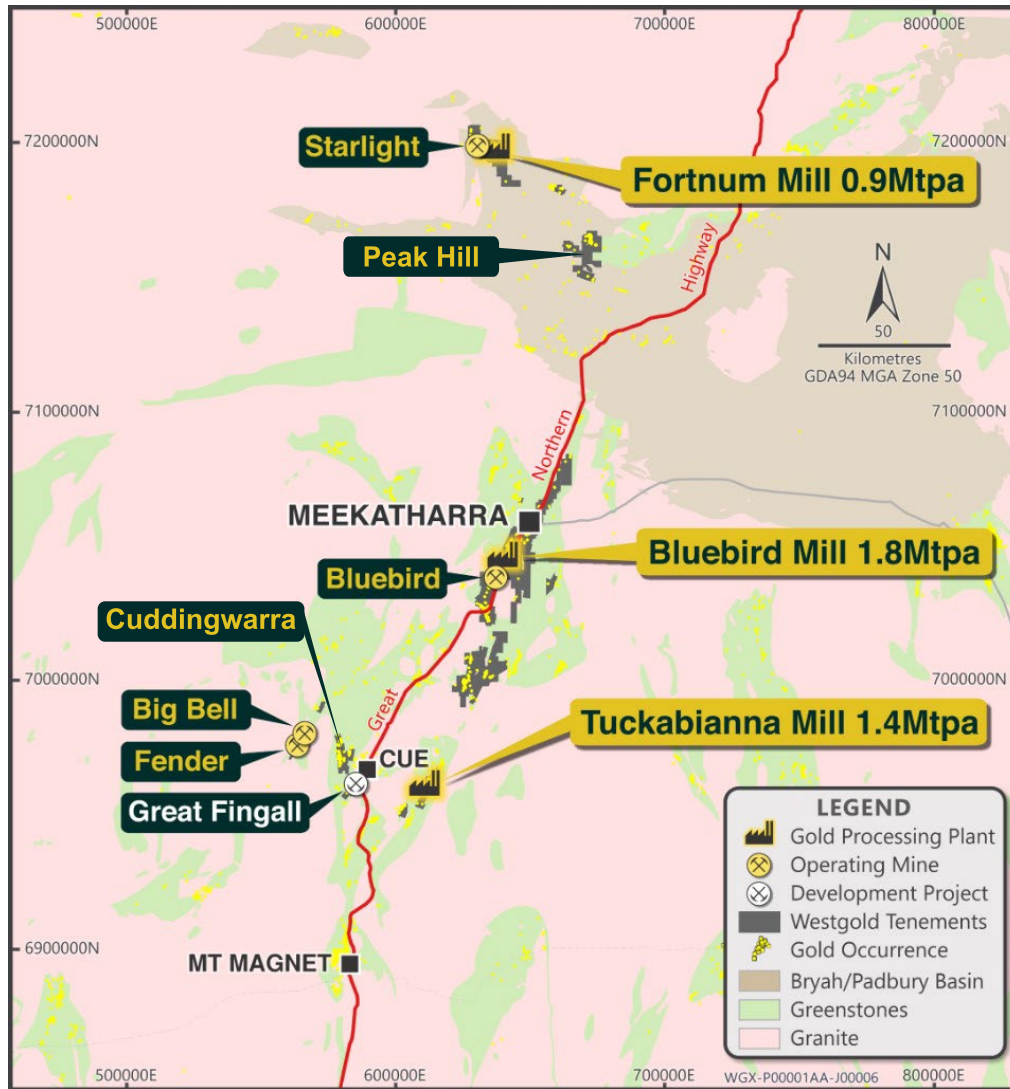 500000E
600000E
700000E
800000E
7200000N
7200000N
Starlight
Fortnum Mill 0.9Mtpa
Peak Hill
Highway
N
50
Kilometres
GDA94 MGA Zone 50
7100000N
7100000N
Northern
MEEKATHARRA
Bluebird Mill 1.8Mtpa
Bluebird
Cuddingwarra
7000000N
7000000N
Great
Big Bell
Tuckabianna Mill 1.4Mtpa
Fender
CUE
Great Fingall
LEGEND
Gold Processing Plant
Operating Mine
Development Project
Westgold Tenements
Gold Occurrence
Bryah/Padbury Basin
Greenstones
Granite
6900000N
MT MAGNET
500000E
600000E
700000E
800000E
WGX-P00001AA-J00006